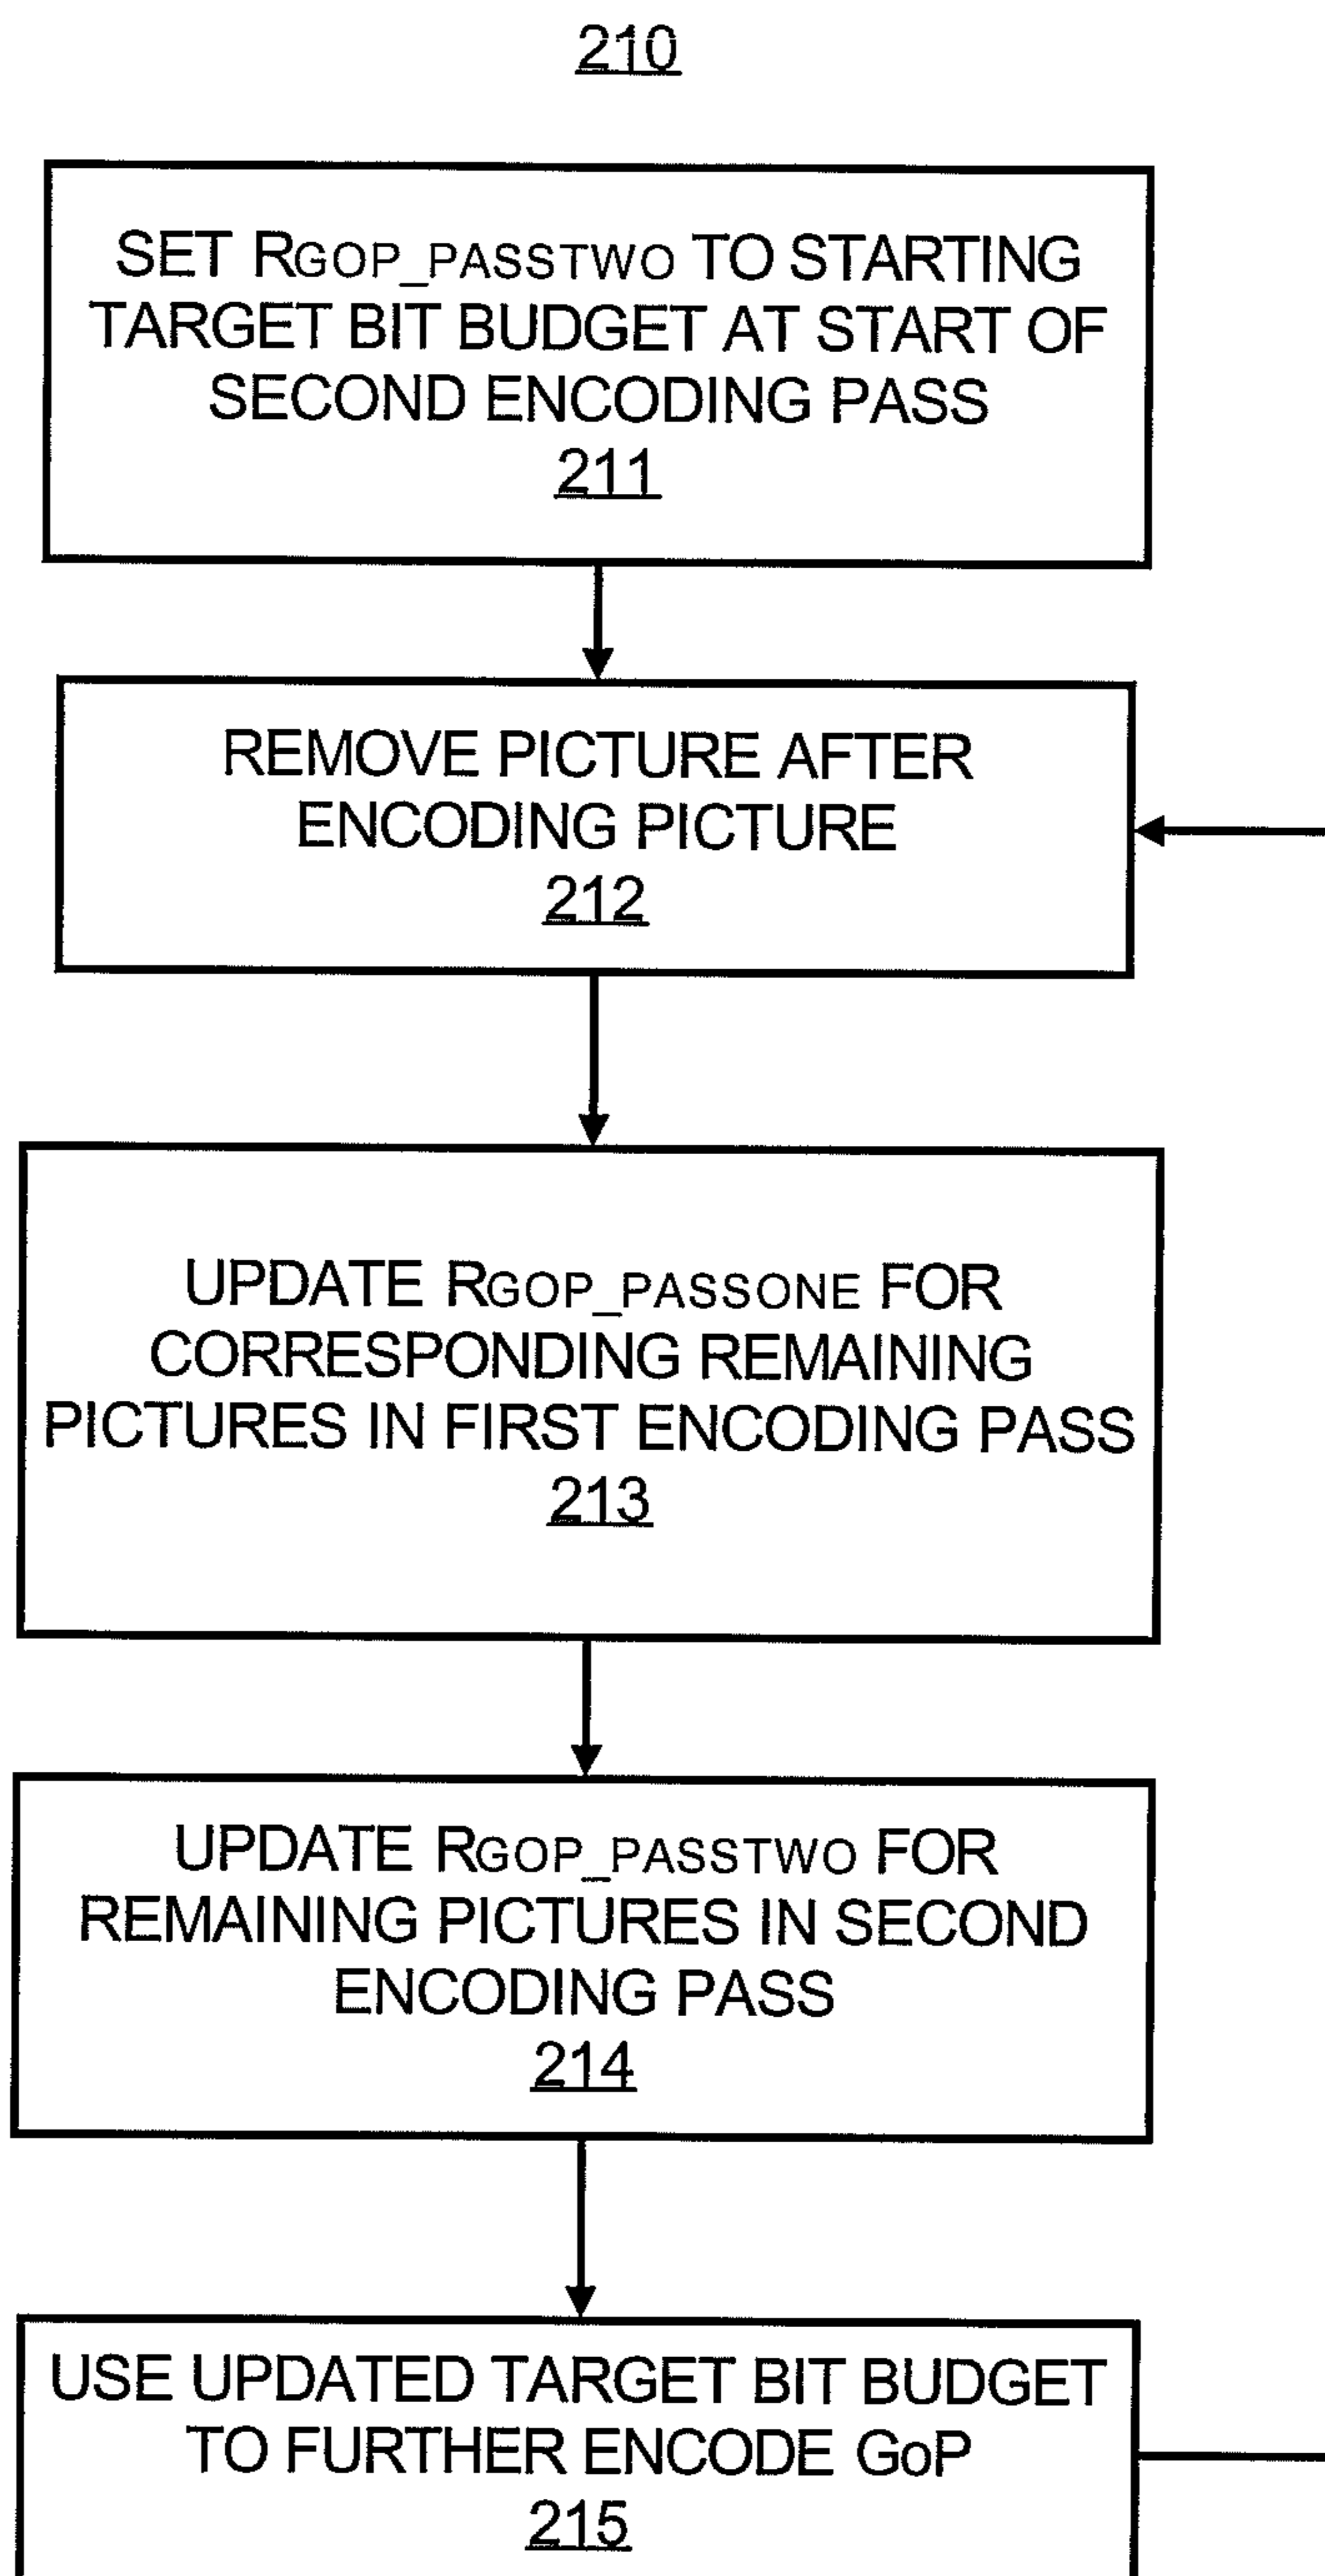 210
SET RGOP_PASSTWO TO STARTING
TARGET BIT BUDGET AT START OF
SECOND ENCODING PASS
211
REMOVE PICTURE AFTER
ENCODING PICTURE
212
UPDATE RGOP_PASSONE FOR
CORRESPONDING REMAINING
PICTURES IN FIRST ENCODING PASS
213
UPDATE RGOP_PASSTWO FOR
REMAINING PICTURES IN SECOND
ENCODING PASS
214
USE UPDATED TARGET BIT BUDGET
TO FURTHER ENCODE GoP
215